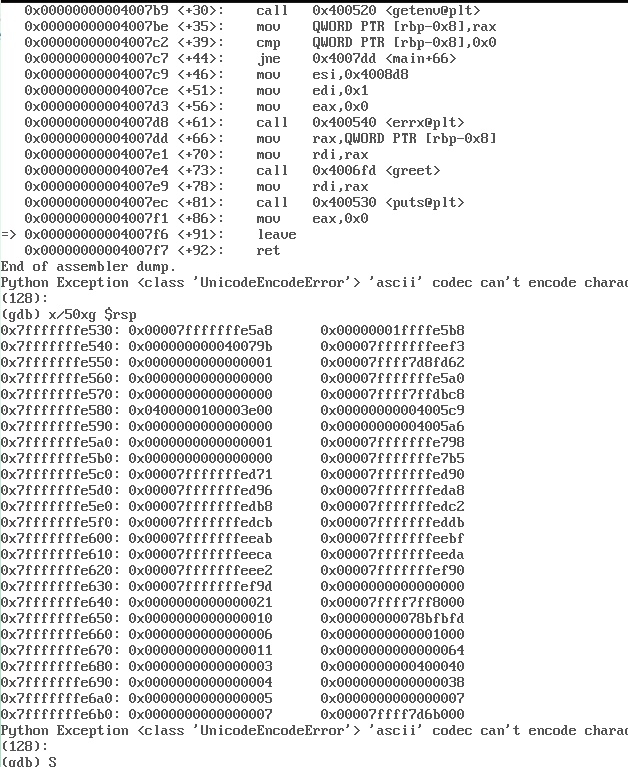 0x00000000004007b9 <+30>: call 0x400520 <getenv@plt>
0x00000000004007be <+35>: mov QWORD PTR [rbp-0x8],rax
0x00000000004007c2 <+39>: cmp QWORD PTR [rbp-0x8],0x0
0x00000000004007c7 <+44>: jne 0x4007dd <main+66>
0x00000000004007c9 <+46>: mov esi,0x4008d8
0x00000000004007ce <+51>: mov edi,0x1
0x00000000004007d3 <+56>: mov eax,0x0
0x00000000004007d8 <+61>: call 0x400540 <errx@plt>
0x00000000004007dd <+66>: mov rax,QWORD PTR [rbp-0x8]
0x00000000004007e1 <+70>: mov rdi,rax
0x00000000004007e4 <+73>: call 0x4006fd <greet>
0x00000000004007e9 <+78>: mov rdi,rax
0x00000000004007ec <+81>: call 0x400530 <puts@plt>
0x00000000004007f1 <+86>: mov eax,0x0
=> 0x00000000004007f6 <+91>: leave
0x00000000004007f7 <+92>: ret
End of assembler dump.
Python Exception <class 'UnicodeEncodeError'> 'ascii' codec can't encode charac
(128):
(gdb) x/50xg $rsp
0x7fffffffe530: 0x00007fffffffe5a8 0x00000001ffffe5b8
0x7fffffffe540: 0x000000000040079b 0x00007fffffffeef3
0x7fffffffe550: 0x0000000000000001 0x00007ffff7d8fd62
0x7fffffffe560: 0x0000000000000000 0x00007fffffffe5a0
0x7fffffffe570: 0x0000000000000000 0x00007ffff7ffdbc8
0x7fffffffe580: 0x0400000100003e00 0x00000000004005c9
0x7fffffffe590: 0x0000000000000000 0x00000000004005a6
0x7fffffffe5a0: 0x0000000000000001 0x00007fffffffe798
0x7fffffffe5b0: 0x0000000000000000 0x00007fffffffe7b5
0x7fffffffe5c0: 0x00007fffffffed71 0x00007fffffffed90
0x7fffffffe5d0: 0x00007fffffffed96 0x00007fffffffeda8
0x7fffffffe5e0: 0x00007fffffffedb8 0x00007fffffffedc2
0x7fffffffe5f0: 0x00007fffffffedcb 0x00007fffffffeddb
0x7fffffffe600: 0x00007fffffffeeab 0x00007fffffffeebf
0x7fffffffe610: 0x00007fffffffeeca 0x00007fffffffeeda
0x7fffffffe620: 0x00007fffffffeee2 0x00007fffffffef90
0x7fffffffe630: 0x00007fffffffef9d 0x0000000000000000
0x7fffffffe640: 0x0000000000000021 0x00007ffff7ff8000
0x7fffffffe650: 0x0000000000000010 0x00000000078bfbfd
0x7fffffffe660: 0x0000000000000006 0x0000000000001000
0x7fffffffe670: 0x0000000000000011 0x0000000000000064
0x7fffffffe680: 0x0000000000000003 0x0000000000400040
0x7fffffffe690: 0x0000000000000004 0x0000000000000038
0x7fffffffe6a0: 0x0000000000000005 0x0000000000000007
0x7fffffffe6b0: 0x0000000000000007 0x00007ffff7d6b000
Python Exception <class 'UnicodeEncodeError'> 'ascii' codec can't encode charac
(128):
(gdb) S